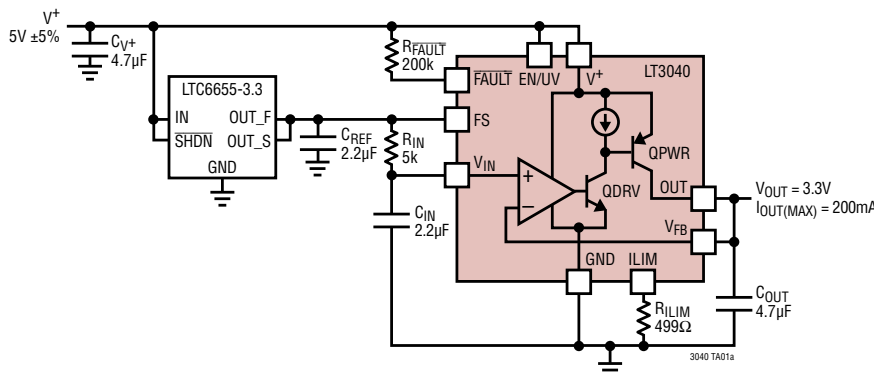 V+
5V ±5%
CV+
4.7µF
RFAULT
200k
LTC6655-3.3
IN
OUT_F
SHDN
OUT_S
GND
CREF
2.2µF
RIN
5k
CIN
2.2µF
LT3040
FAULT
EN/UV
V+
FS
VIN
+
–
QDRV
QPWR
OUT
VFB
GND
ILIM
VOUT = 3.3V
IOUT(MAX) = 200mA
RILIM
499Ω
COUT
4.7µF
3040 TA01a